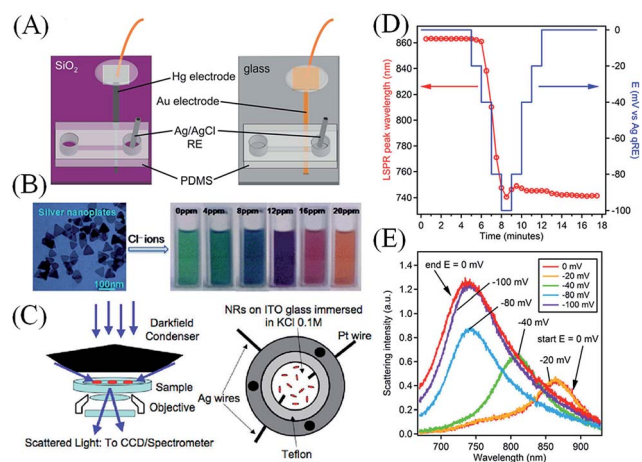 (A)
SiO₂
Hg electrode
glass
Au electrode
Ag/AgCl
RE
PDMS
(B)
Silver nanoplates
100nm
Cl⁻ ions
0ppm 4ppm 8ppm 12ppm 16ppm 20ppm
(C)
Darkfield
Condenser
Sample
Objective
Scattered Light: To CCD/Spectrometer
NRs on ITO glass immersed
in KCl 0.1M
Pt wire
Ag wires
Teflon
(D)
LSPR peak wavelength (nm)
860
840
820
800
780
760
740
0 2 4 6 8 10 12 14 16 18
Time (minutes)
0
-20
-40
-60
-80
-100
E (mV vs Ag qRE)
(E)
Scattering intensity (a.u.)
1.4
1.2
1.0
0.8
0.6
0.4
0.2
0.0
700 750 800 850 900
Wavelength (nm)
end E = 0 mV
-100 mV
-80 mV
-40 mV
start E = 0 mV
-20 mV
0 mV
-20 mV
-40 mV
-80 mV
-100 mV